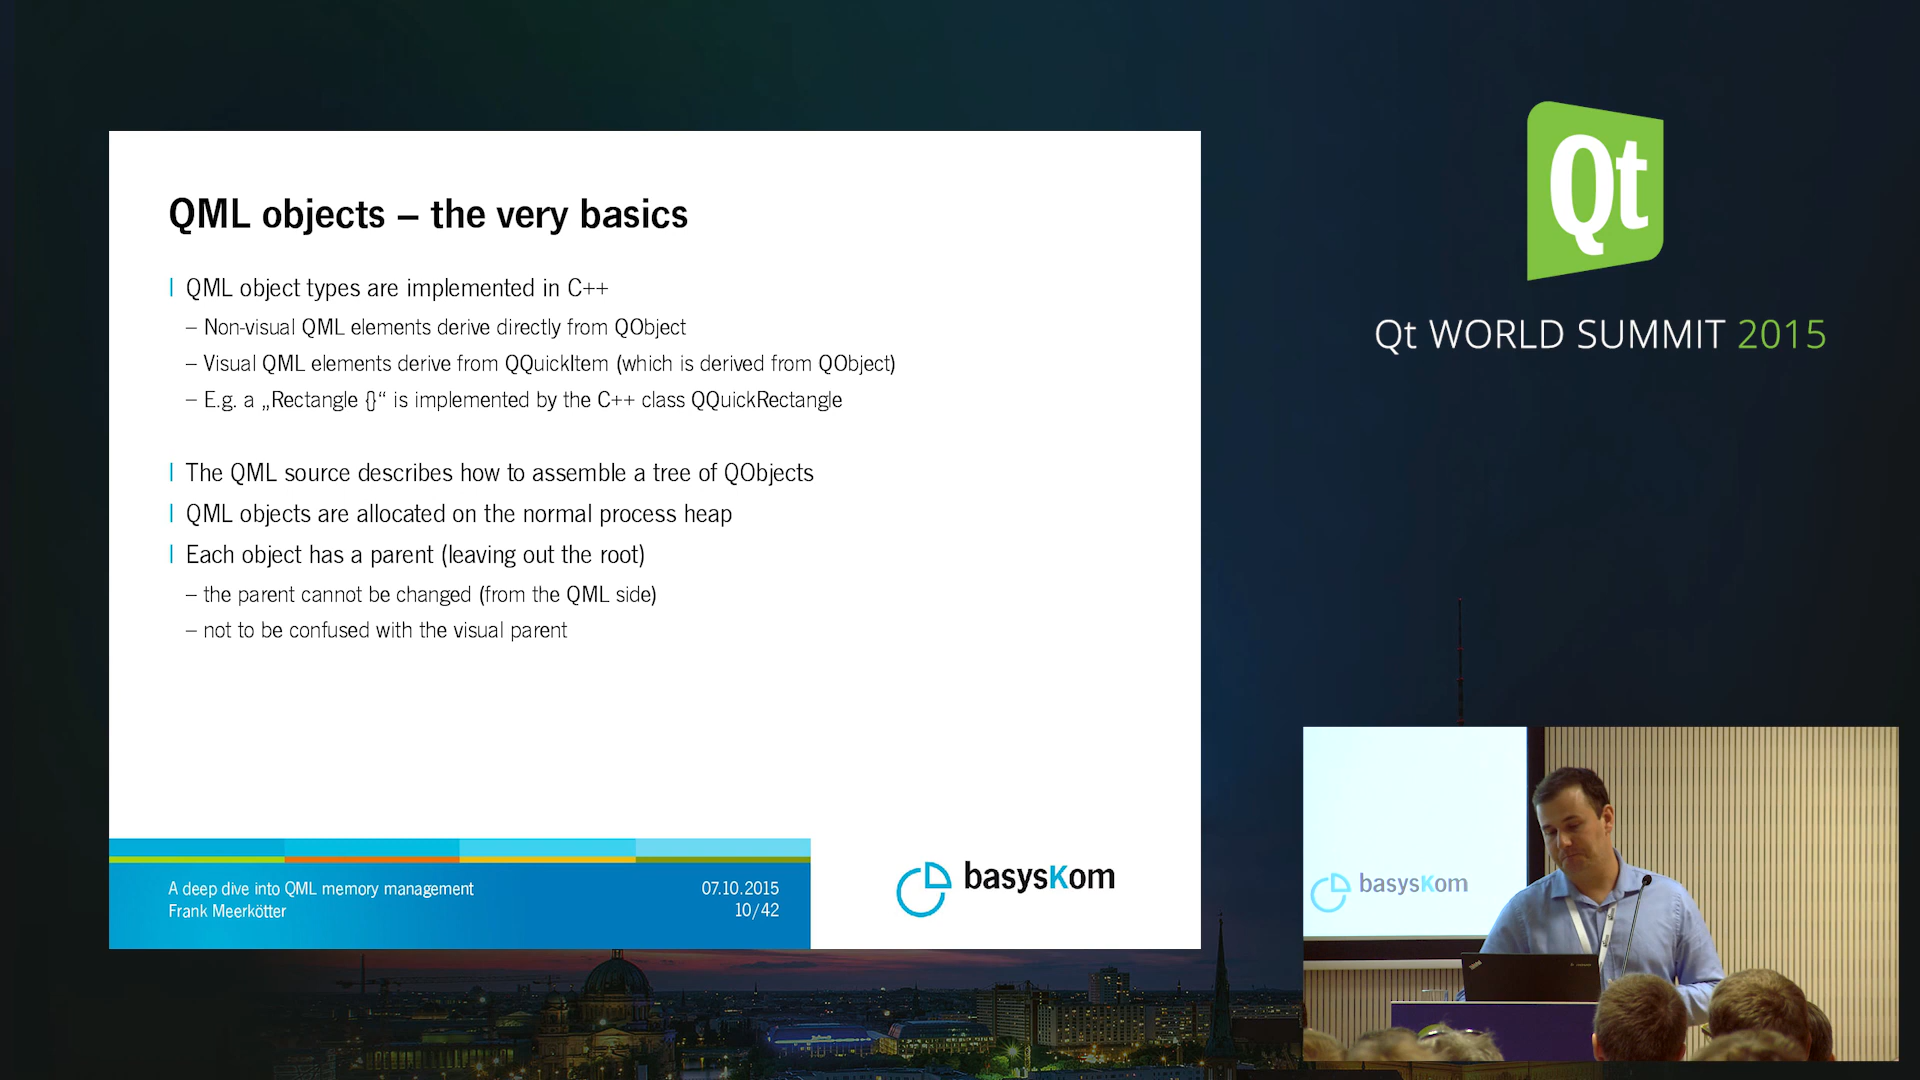 QML objects – the very basics
QML object types are implemented in C++
– Non-visual QML elements derive directly from QObject
– Visual QML elements derive from QQuickItem (which is derived from QObject)
– E.g. a „Rectangle {}“ is implemented by the C++ class QQuickRectangle
The QML source describes how to assemble a tree of QObjects
QML objects are allocated on the normal process heap
Each object has a parent (leaving out the root)
– the parent cannot be changed (from the QML side)
– not to be confused with the visual parent
A deep dive into QML memory management
Frank Meerkötter
07.10.2015
10/42
basysKom
Qt
Qt WORLD SUMMIT 2015
basysKom